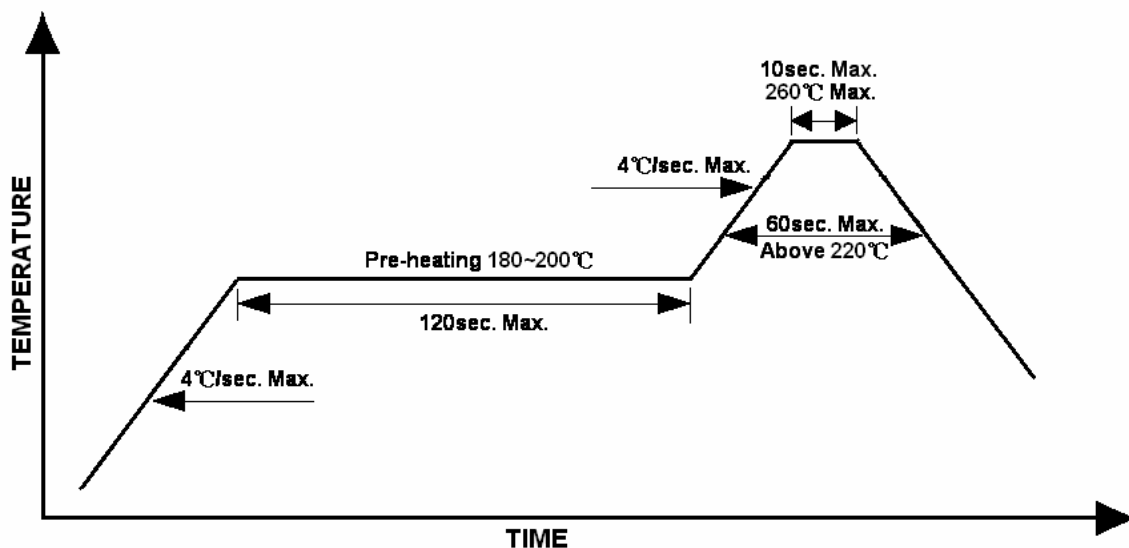 10sec. Max.
260℃ Max.
4℃/sec. Max.
60sec. Max.
Above 220℃
Pre-heating 180~200℃
120sec. Max.
4℃/sec. Max.
TEMPERATURE
TIME